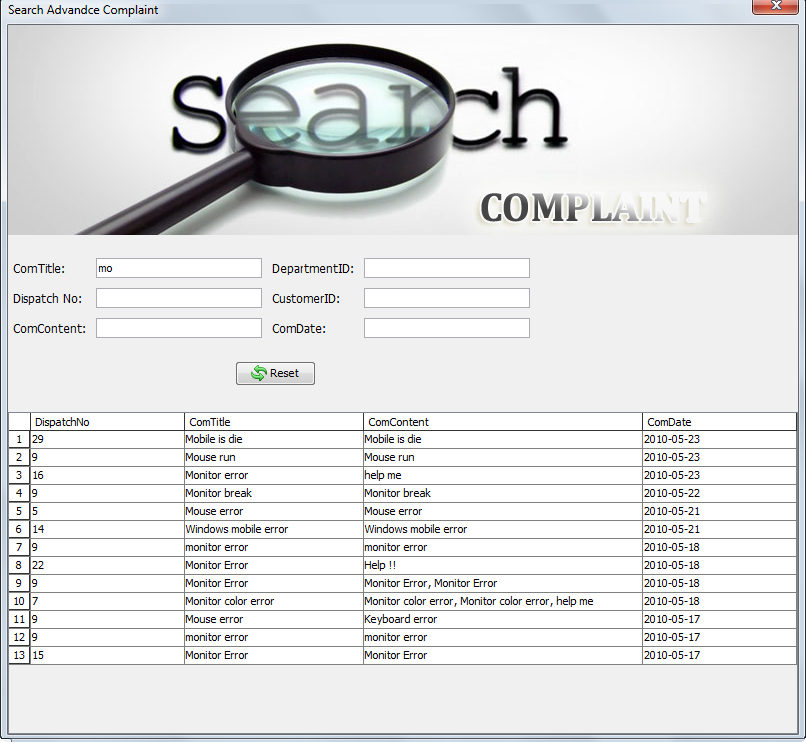 Search Advandce Complaint
search
COMPLAINT
ComTitle: mo DepartmentID:
Dispatch No: CustomerID:
ComContent: ComDate:
Reset
DispatchNo ComTitle ComContent ComDate
1 29 Mobile is die Mobile is die 2010-05-23
2 9 Mouse run Mouse run 2010-05-23
3 16 Monitor error help me 2010-05-23
4 9 Monitor break Monitor break 2010-05-22
5 5 Mouse error Mouse error 2010-05-21
6 14 Windows mobile error Windows mobile error 2010-05-21
7 9 monitor error monitor error 2010-05-18
8 22 Monitor Error Help !! 2010-05-18
9 9 Monitor Error Monitor Error, Monitor Error 2010-05-18
10 7 Monitor color error Monitor color error, Monitor color error, help me 2010-05-18
11 9 Mouse error Keyboard error 2010-05-17
12 9 monitor error monitor error 2010-05-17
13 15 Monitor Error Monitor Error 2010-05-17